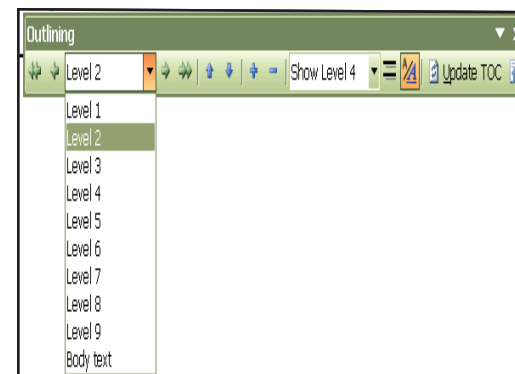 Outlining
Level 2 Show Level 4 Update TOC
Level 1
Level 2
Level 3
Level 4
Level 5
Level 6
Level 7
Level 8
Level 9
Body text